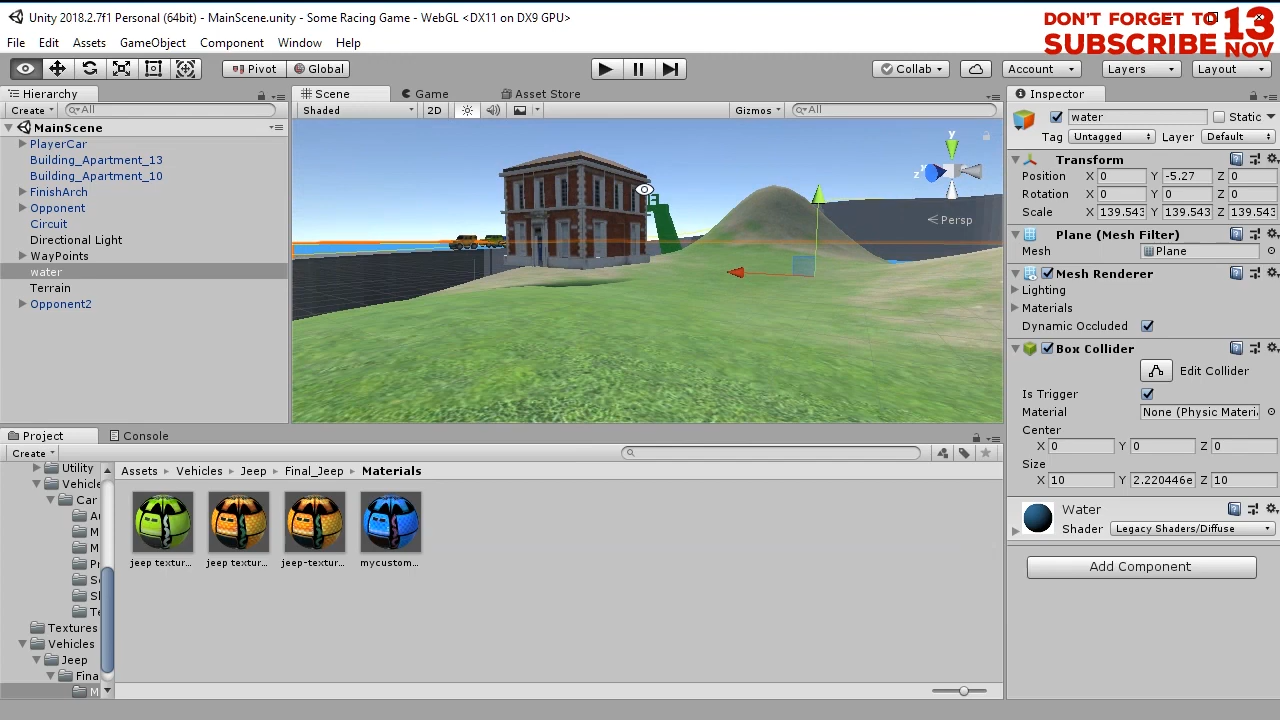 Unity 2018.2.7f1 Personal (64bit) - MainScene.unity - Some Racing Game - WebGL <DX11 on DX9 GPU>
DON'T FORGET TO
SUBSCRIBE
13
NOV
File Edit Assets GameObject Component Window Help
Pivot Global Collab Account Layers Layout
Hierarchy
Create All
MainScene
PlayerCar
Building_Apartment_13
Building_Apartment_10
FinishArch
Opponent
Circuit
Directional Light
WayPoints
water
Terrain
Opponent2
Scene Game Asset Store
Shaded 2D Gizmos All
y
z
Persp
Inspector
water Static
Tag Untagged Layer Default
Transform
Position X 0 Y -5.27 Z 0
Rotation X 0 Y 0 Z 0
Scale X 139.543 Y 139.543 Z 139.543
Plane (Mesh Filter)
Mesh Plane
Mesh Renderer
Lighting
Materials
Dynamic Occluded
Box Collider
Edit Collider
Is Trigger
Material None (Physic Materi
Center
X 0 Y 0 Z 0
Size
X 10 Y 2.220446e Z 10
Water
Shader Legacy Shaders/Diffuse
Add Component
Project Console
Create
Utility
Vehicle
Car
A
M
M
P
S
S
T
Textures
Vehicles
Jeep
Fina
M
Assets Vehicles Jeep Final_Jeep Materials
jeep textur... jeep textur... jeep-textur... mycustom...